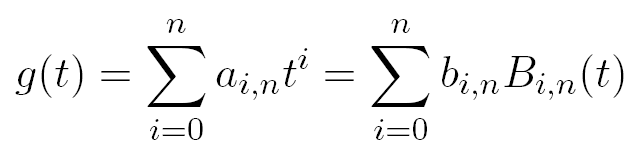 g(t) = \sum_{i=0}^{n} a_{i,n} t^i = \sum_{i=0}^{n} b_{i,n} B_{i,n}(t)